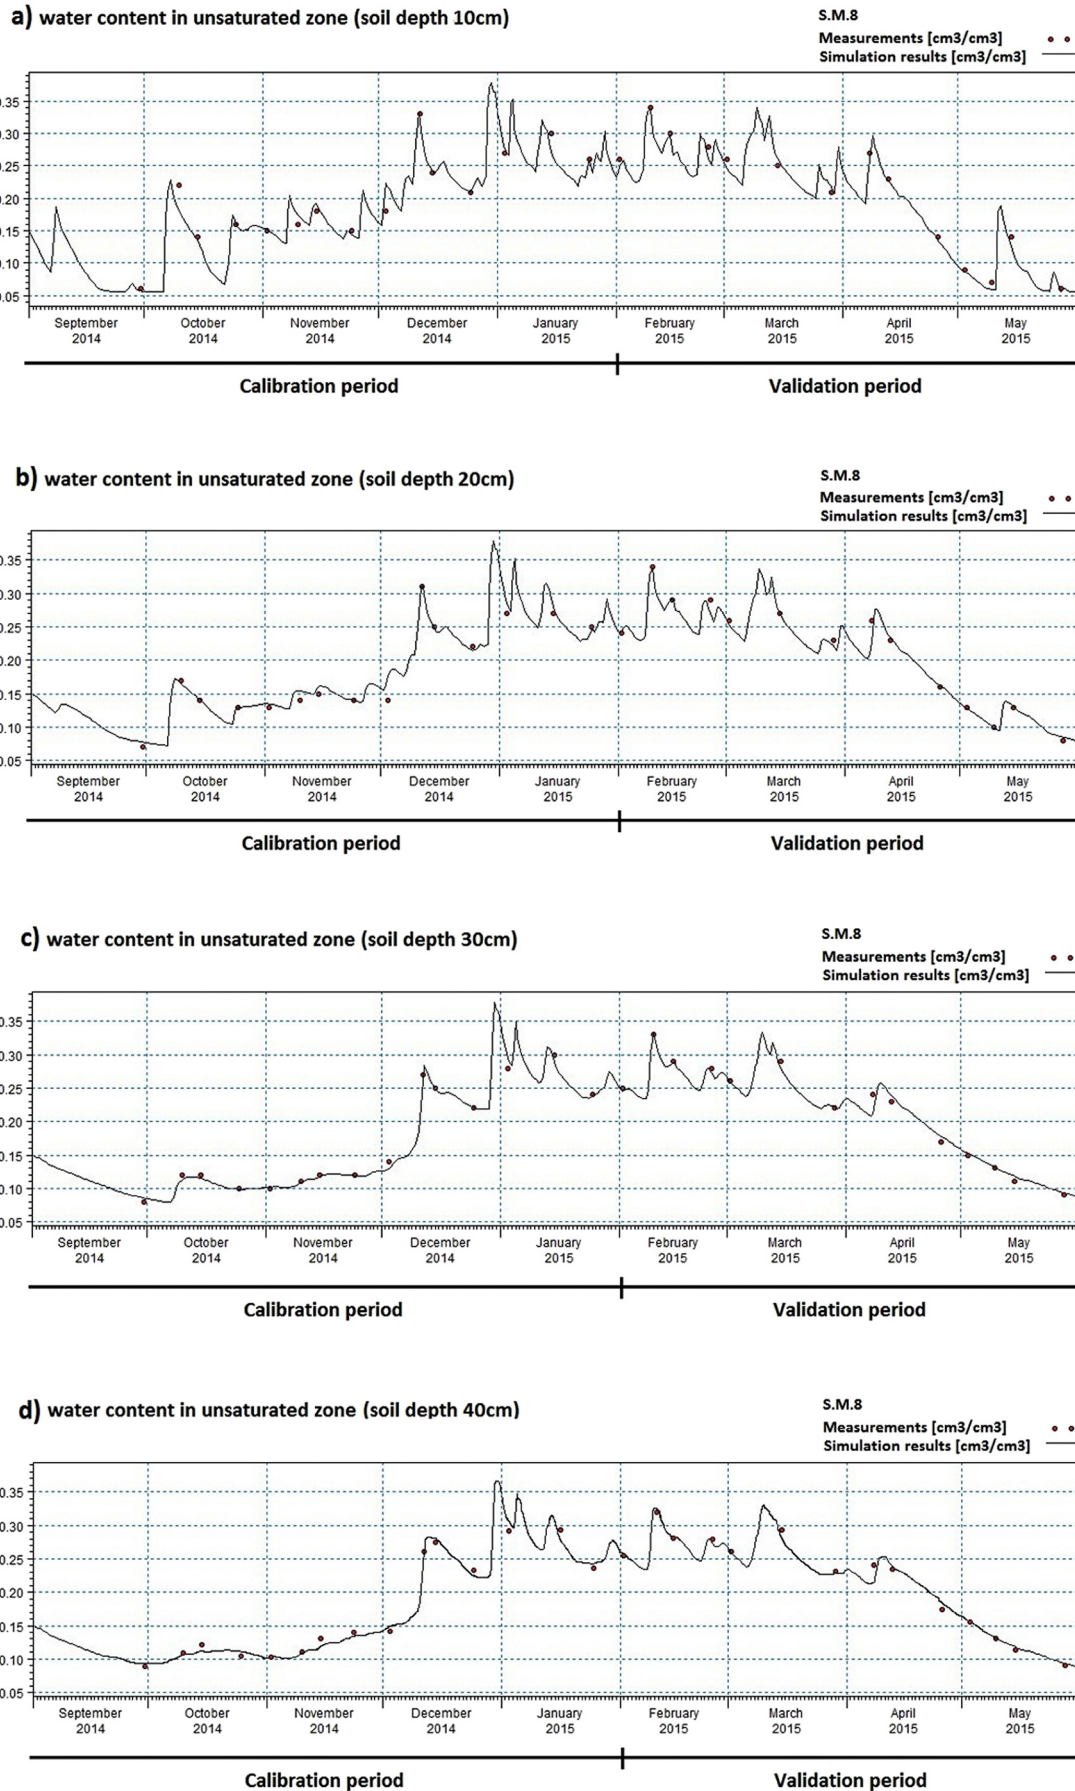 a) water content in unsaturated zone (soil depth 10cm)
S.M.8
Measurements [cm3/cm3]
Simulation results [cm3/cm3]
0.35
0.30
0.25
0.20
0.15
0.10
0.05
September October November December January February March April May
2014 2014 2014 2014 2015 2015 2015 2015 2015
Calibration period Validation period
b) water content in unsaturated zone (soil depth 20cm)
S.M.8
Measurements [cm3/cm3]
Simulation results [cm3/cm3]
0.35
0.30
0.25
0.20
0.15
0.10
0.05
September October November December January February March April May
2014 2014 2014 2014 2015 2015 2015 2015 2015
Calibration period Validation period
c) water content in unsaturated zone (soil depth 30cm)
S.M.8
Measurements [cm3/cm3]
Simulation results [cm3/cm3]
0.35
0.30
0.25
0.20
0.15
0.10
0.05
September October November December January February March April May
2014 2014 2014 2014 2015 2015 2015 2015 2015
Calibration period Validation period
d) water content in unsaturated zone (soil depth 40cm)
S.M.8
Measurements [cm3/cm3]
Simulation results [cm3/cm3]
0.35
0.30
0.25
0.20
0.15
0.10
0.05
September October November December January February March April May
2014 2014 2014 2014 2015 2015 2015 2015 2015
Calibration period Validation period